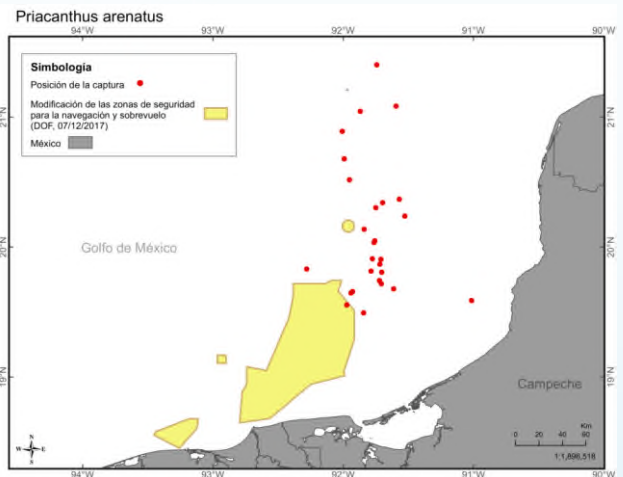 Priacanthus arenatus
94°W 93°W 92°W 91°W 90°W
Simbología
Posición de la captura
Modificación de las zonas de seguridad
para la navegación y sobrevuelo
(DOF, 07/12/2017)
México
21°N 21°N
20°N 20°N
Golfo de México
19°N 19°N
Campeche
N
W E
S
Km
0 20 40 60
1:1,896,518
94°W 93°W 92°W 91°W 90°W